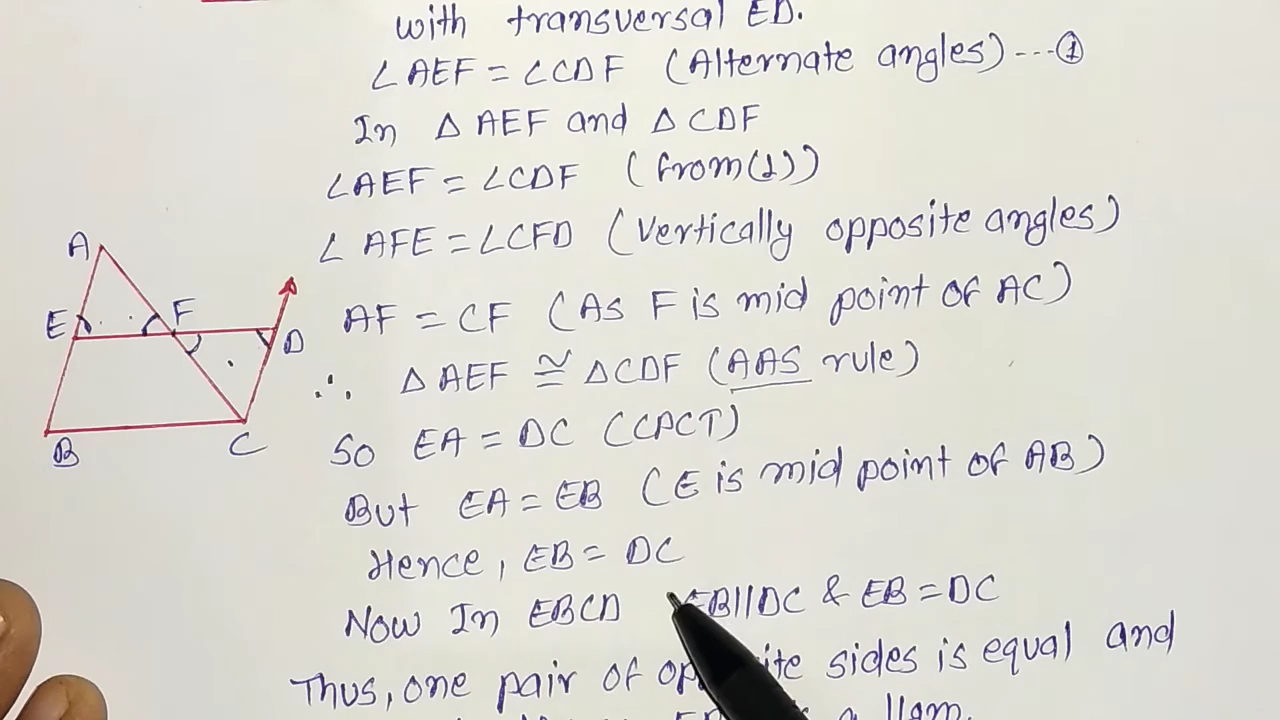 with transversal ED.
∠AEF = ∠CDF (Alternate angles) ---①
In △ AEF and △ CDF
∠AEF = ∠CDF (from(1))
∠ AFE = ∠CFD (Vertically opposite angles)
AF = CF (As F is mid point of AC)
∴ △ AEF ≅ △CDF (AAS rule)
So EA = DC (CPCT)
But EA = EB (E is mid point of AB)
Hence, EB = DC
Now In EBCD EB||DC & EB = DC
Thus, one pair of opposite sides is equal and
a ||gm.
A
E
F
D
B
C